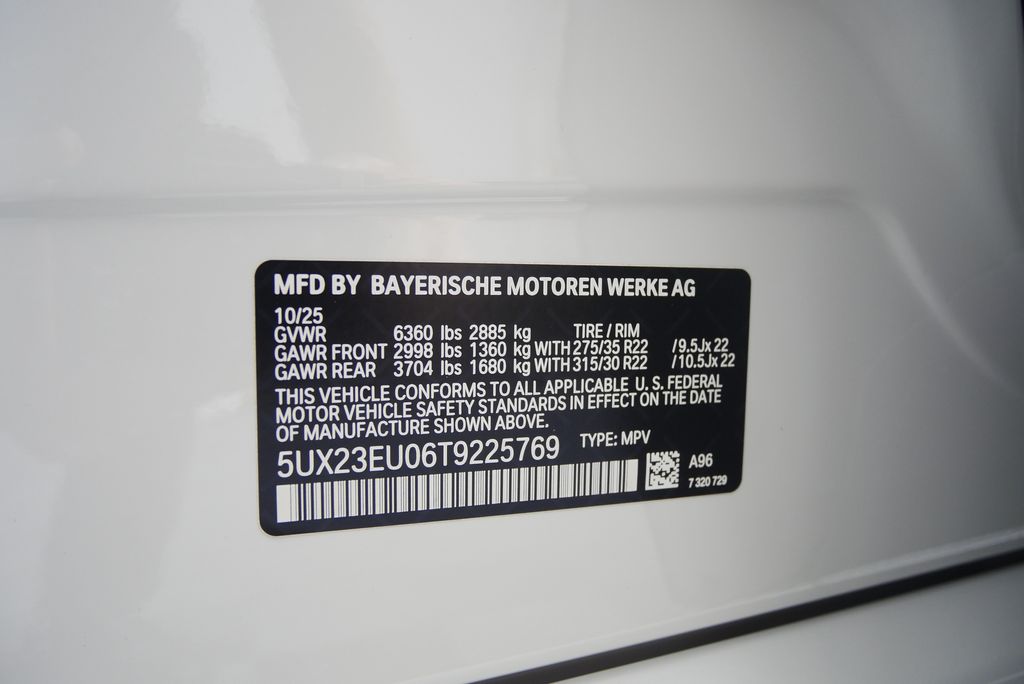 MFD BY BAYERISCHE MOTOREN WERKE AG
10/25
GVWR 6360 lbs 2885 kg TIRE / RIM
GAWR FRONT 2998 lbs 1360 kg WITH 275/35 R22 /9.5Jx 22
GAWR REAR 3704 lbs 1680 kg WITH 315/30 R22 /10.5Jx 22
THIS VEHICLE CONFORMS TO ALL APPLICABLE U.S. FEDERAL
MOTOR VEHICLE SAFETY STANDARDS IN EFFECT ON THE DATE
OF MANUFACTURE SHOWN ABOVE.
5UX23EU06T9225769 TYPE: MPV
A96
7 320 729